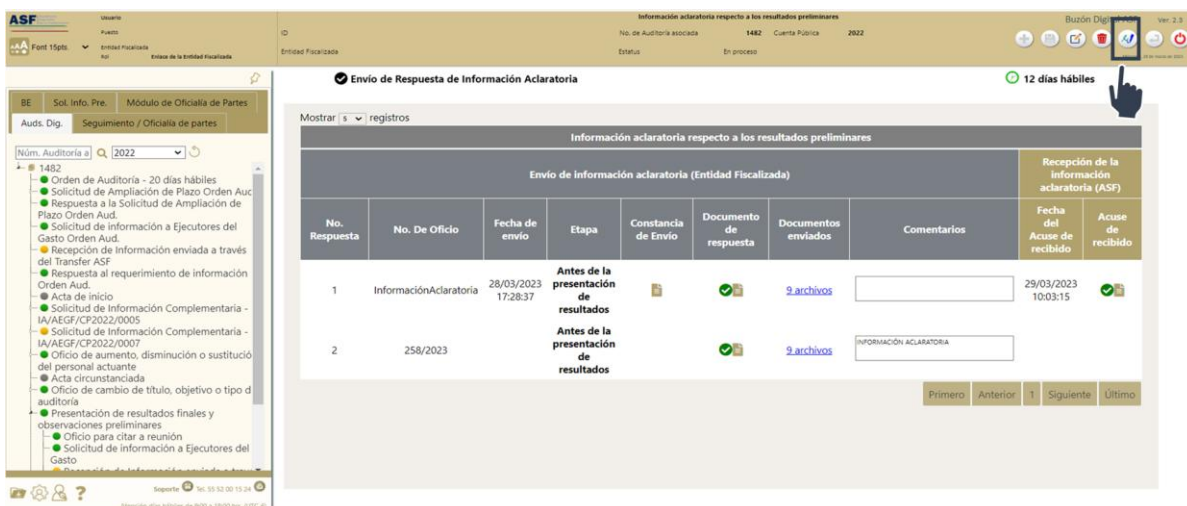 ASF
Usuario
Puesto
Entidad Fiscalizada
Rol Enlace de la Entidad Fiscalizada
Font 15pts.
Información aclaratoria respecto a los resultados preliminares
ID
No. de Auditoría asociada 1482 Cuenta Pública 2022
Entidad Fiscalizada
Estatus En proceso
Buzón Digital ASF Ver. 2.3
Envío de Respuesta de Información Aclaratoria
12 días hábiles
BE Sol. Info. Pre. Módulo de Oficialía de Partes
Auds. Dig. Seguimiento / Oficialía de partes
Núm. Auditoría a 2022
1482
Orden de Auditoría - 20 días hábiles
Solicitud de Ampliación de Plazo Orden Aud
Respuesta a la Solicitud de Ampliación de
Plazo Orden Aud.
Solicitud de información a Ejecutores del
Gasto Orden Aud.
Recepción de Información enviada a través
del Transfer ASF
Respuesta al requerimiento de información
Orden Aud.
Acta de inicio
Solicitud de Información Complementaria -
IA/AEGF/CP2022/0005
Solicitud de Información Complementaria -
IA/AEGF/CP2022/0007
Oficio de aumento, disminución o sustitució
del personal actuante
Acta circunstanciada
Oficio de cambio de título, objetivo o tipo d
auditoría
Presentación de resultados finales y
observaciones preliminares
Oficio para citar a reunión
Solicitud de información a Ejecutores del
Gasto
Soporte Tel. 55 52 00 15 24
Mostrar 5 registros
Información aclaratoria respecto a los resultados preliminares
Envío de información aclaratoria (Entidad Fiscalizada)
Recepción de la
información
aclaratoria (ASF)
No.
Respuesta
No. De Oficio
Fecha de
envío
Etapa
Constancia
de Envío
Documento
de
respuesta
Documentos
enviados
Comentarios
Fecha
del
Acuse de
recibido
Acuse
de
recibido
1
InformaciónAclaratoria
28/03/2023
17:28:37
Antes de la
presentación
de
resultados
9 archivos
29/03/2023
10:03:15
2
258/2023
Antes de la
presentación
de
resultados
9 archivos
INFORMACIÓN ACLARATORIA
Primero Anterior 1 Siguiente Último